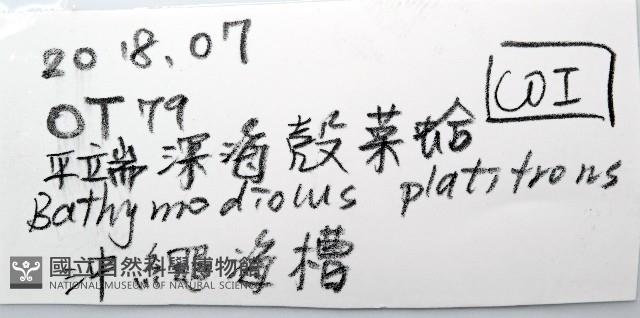 2018.07
COI
OT79
平端深海殼菜蛤
Bathymodiolus platifrons
沖繩海槽
國立自然科學博物館
NATIONAL MUSEUM OF NATURAL SCIENCE